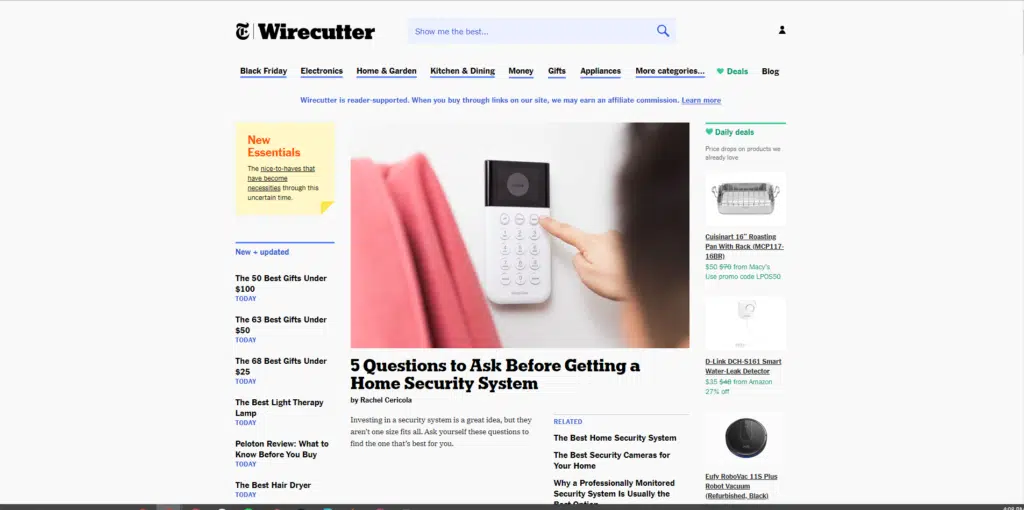 Wirecutter
Show me the best...
Black Friday Electronics Home & Garden Kitchen & Dining Money Gifts Appliances More categories... Deals Blog
Wirecutter is reader-supported. When you buy through links on our site, we may earn an affiliate commission. Learn more
New
Essentials
The nice-to-haves that
have become
necessities through this
uncertain time.
New + updated
The 50 Best Gifts Under
$100
TODAY
The 63 Best Gifts Under
$50
TODAY
The 68 Best Gifts Under
$25
TODAY
The Best Light Therapy
Lamp
TODAY
Peloton Review: What to
Know Before You Buy
TODAY
The Best Hair Dryer
TODAY
5 Questions to Ask Before Getting a
Home Security System
by Rachel Cericola
Investing in a security system is a great idea, but they
aren't one size fits all. Ask yourself these questions to
find the one that's best for you.
RELATED
The Best Home Security System
The Best Security Cameras for
Your Home
Why a Professionally Monitored
Security System Is Usually the
Best Option
Daily deals
Price drops on products we
already love
Cuisinart 16" Roasting
Pan With Rack (MCP117-
16BR)
$50 $70 from Macy's
Use promo code LPOS50
D-Link DCH-S161 Smart
Water-Leak Detector
$35 $48 from Amazon
27% off
Eufy RoboVac 11S Plus
Robot Vacuum
(Refurbished, Black)